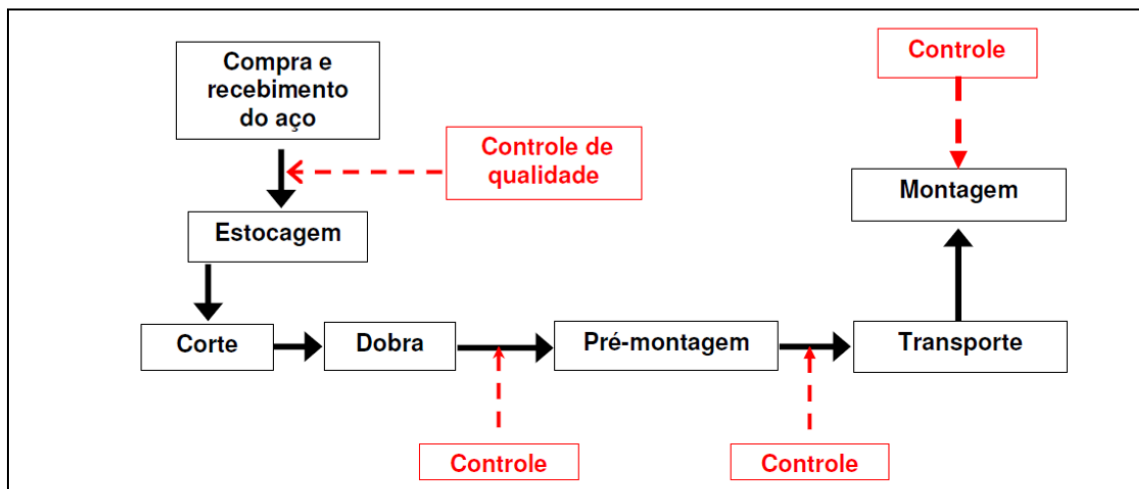 Compra e
recebimento
do aço
Controle
Controle de
qualidade
Montagem
Estocagem
Corte
Dobra
Pré-montagem
Transporte
Controle
Controle